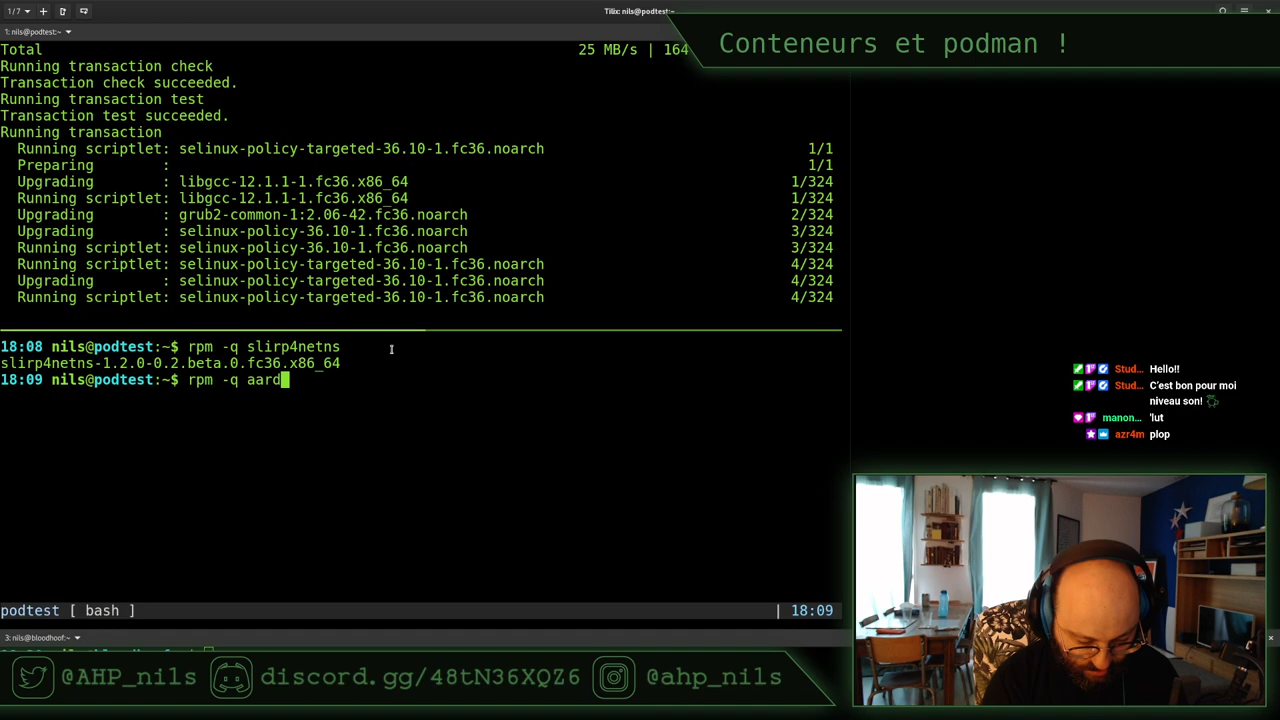 1/7
Tilix: nils@podtest:~
1: nils@podtest:~
Conteneurs et podman !
Total 25 MB/s | 164
Running transaction check
Transaction check succeeded.
Running transaction test
Transaction test succeeded.
Running transaction
Running scriptlet: selinux-policy-targeted-36.10-1.fc36.noarch 1/1
Preparing : 1/1
Upgrading : libgcc-12.1.1-1.fc36.x86_64 1/324
Running scriptlet: libgcc-12.1.1-1.fc36.x86_64 1/324
Upgrading : grub2-common-1:2.06-42.fc36.noarch 2/324
Upgrading : selinux-policy-36.10-1.fc36.noarch 3/324
Running scriptlet: selinux-policy-36.10-1.fc36.noarch 3/324
Running scriptlet: selinux-policy-targeted-36.10-1.fc36.noarch 4/324
Upgrading : selinux-policy-targeted-36.10-1.fc36.noarch 4/324
Running scriptlet: selinux-policy-targeted-36.10-1.fc36.noarch 4/324
18:08 nils@podtest:~$ rpm -q slirp4netns
slirp4netns-1.2.0-0.2.beta.0.fc36.x86_64
18:09 nils@podtest:~$ rpm -q aard
Stud... Hello!!
Stud... C'est bon pour moi
niveau son!
manon... 'lut
azr4m plop
podtest [ bash ] | 18:09
3: nils@bloodhoof:~
@AHP_nils discord.gg/48tN36XQZ6 @ahp_nils